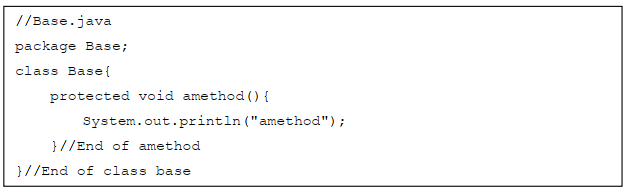 //Base.java
package Base;
class Base{
    protected void amethod(){
        System.out.println("amethod");
    }//End of amethod
}//End of class base